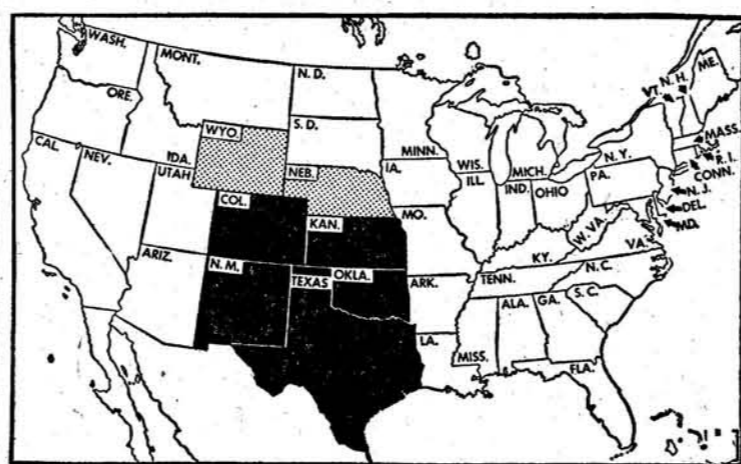 WASH.
MONT.
N. D.
ME.
VT. N. H.
ORE.
S. D.
MINN.
WIS.
MICH.
N. Y.
MASS.
R. I.
CONN.
WYO.
IDA.
CAL.
NEV.
UTAH
NEB.
IA.
ILL.
IND.
OHIO
PA.
N. J.
DEL.
MD.
COL.
KAN.
MO.
W. VA.
VA.
KY.
ARIZ.
N. M.
TEXAS
OKLA.
ARK.
TENN.
N. C.
S. C.
LA.
MISS.
ALA.
GA.
FLA.